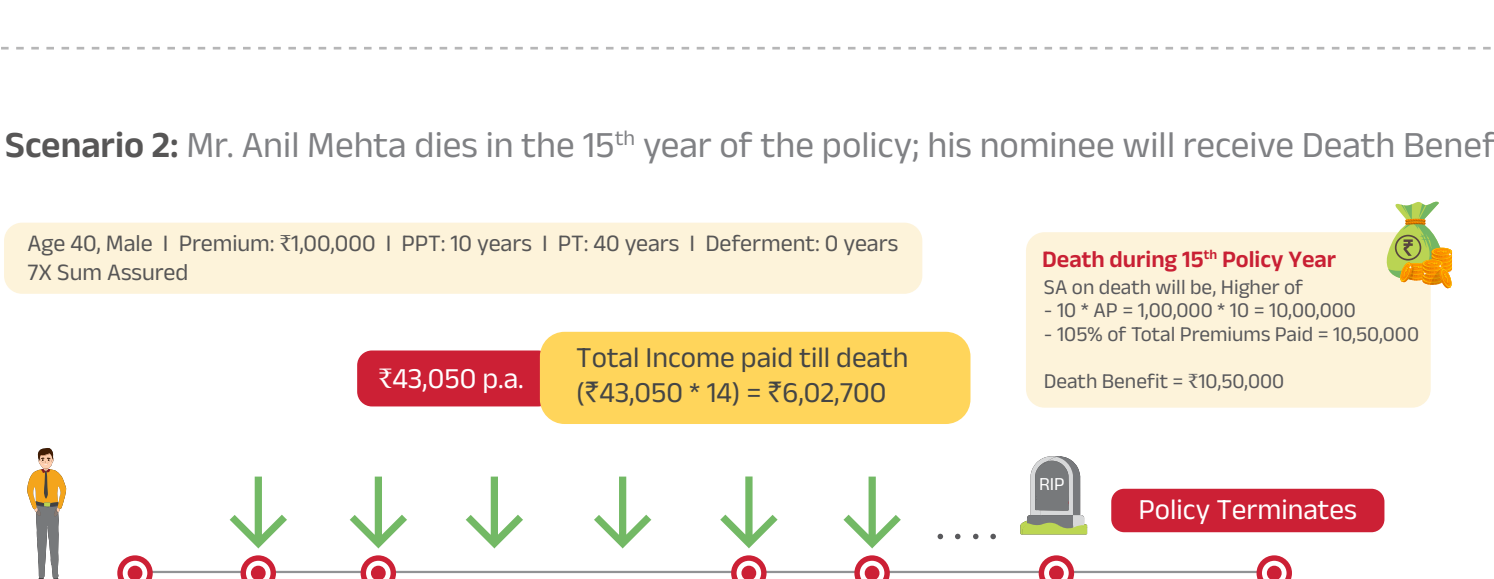 Scenario 2: Mr. Anil Mehta dies in the 15th year of the policy; his nominee will receive Death Benef
Age 40, Male I Premium: ₹1,00,000 I PPT: 10 years I PT: 40 years I Deferment: 0 years
7X Sum Assured
Death during 15th Policy Year
SA on death will be, Higher of
- 10 * AP = 1,00,000 * 10 = 10,00,000
- 105% of Total Premiums Paid = 10,50,000
Death Benefit = ₹10,50,000
₹
₹43,050 p.a.
Total Income paid till death
(₹43,050 * 14) = ₹6,02,700
. . . .
RIP
Policy Terminates